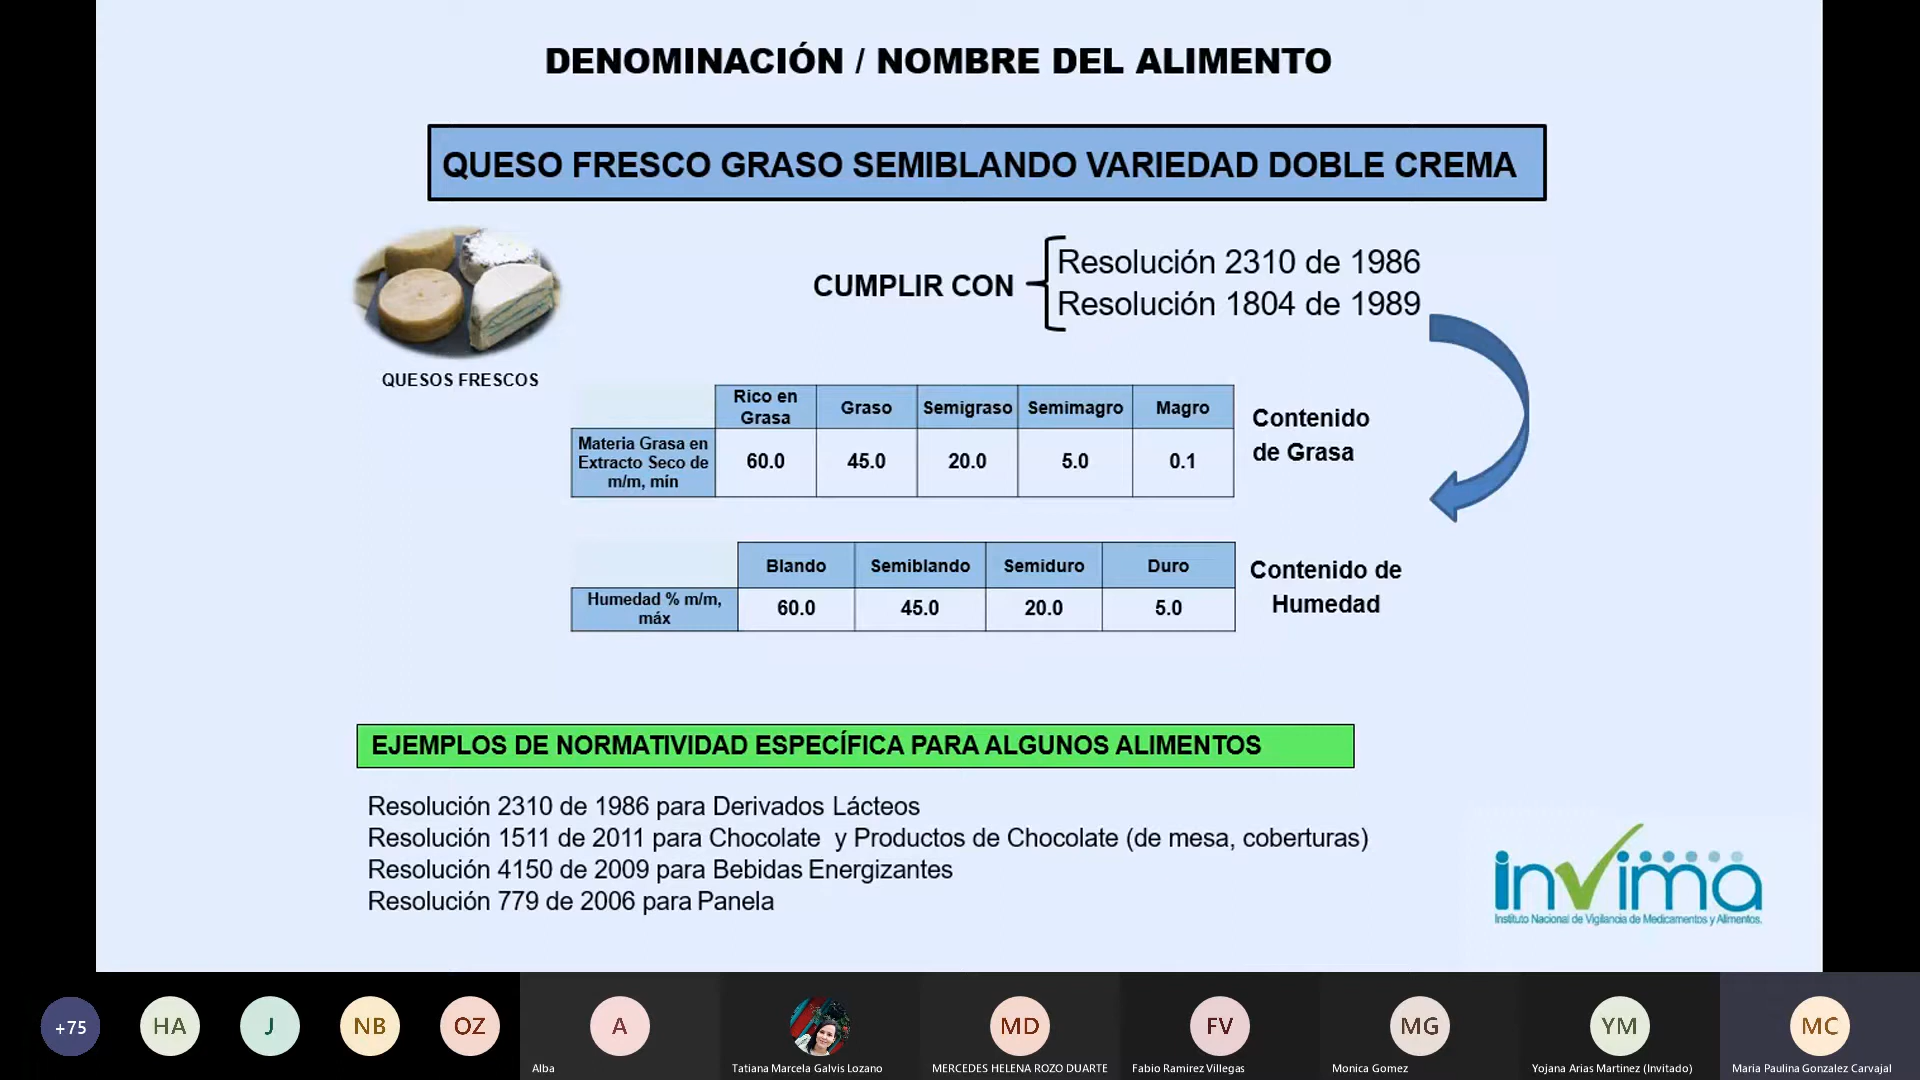 DENOMINACIÓN / NOMBRE DEL ALIMENTO
QUESO FRESCO GRASO SEMIBLANDO VARIEDAD DOBLE CREMA
CUMPLIR CON
Resolución 2310 de 1986
Resolución 1804 de 1989
QUESOS FRESCOS
Rico en Grasa Graso Semigraso Semimagro Magro
Materia Grasa en Extracto Seco de m/m, mín 60.0 45.0 20.0 5.0 0.1
Contenido
de Grasa
Blando Semiblando Semiduro Duro
Humedad % m/m, máx 60.0 45.0 20.0 5.0
Contenido de
Humedad
EJEMPLOS DE NORMATIVIDAD ESPECÍFICA PARA ALGUNOS ALIMENTOS
Resolución 2310 de 1986 para Derivados Lácteos
Resolución 1511 de 2011 para Chocolate y Productos de Chocolate (de mesa, coberturas)
Resolución 4150 de 2009 para Bebidas Energizantes
Resolución 779 de 2006 para Panela
invima
Instituto Nacional de Vigilancia de Medicamentos y Alimentos.
+75 HA J NB OZ A MD FV MG YM MC
Alba Tatiana Marcela Galvis Lozano MERCEDES HELENA ROZO DUARTE Fabio Ramirez Villegas Monica Gomez Yojana Arias Martinez (Invitado) Maria Paulina Gonzalez Carvajal